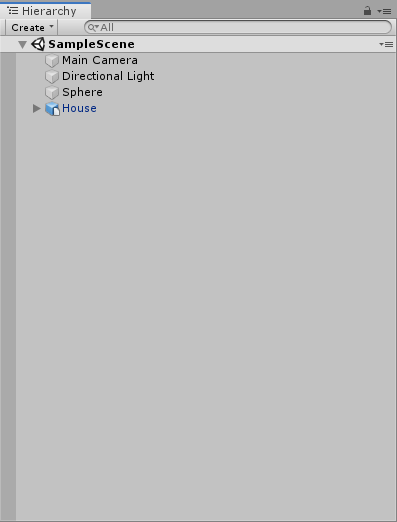 Hierarchy
Create All
SampleScene
Main Camera
Directional Light
Sphere
House